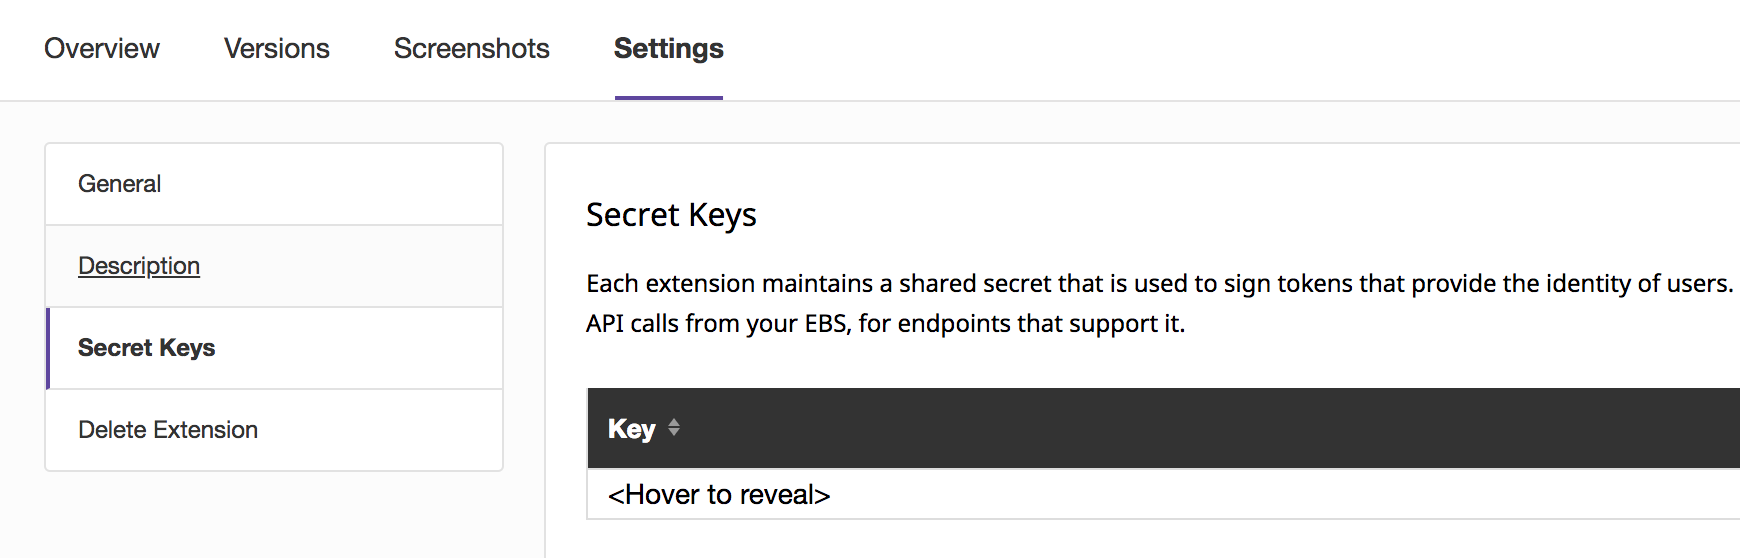 Overview Versions Screenshots Settings
General
Description
Secret Keys
Delete Extension
Secret Keys
Each extension maintains a shared secret that is used to sign tokens that provide the identity of users.
API calls from your EBS, for endpoints that support it.
Key
<Hover to reveal>